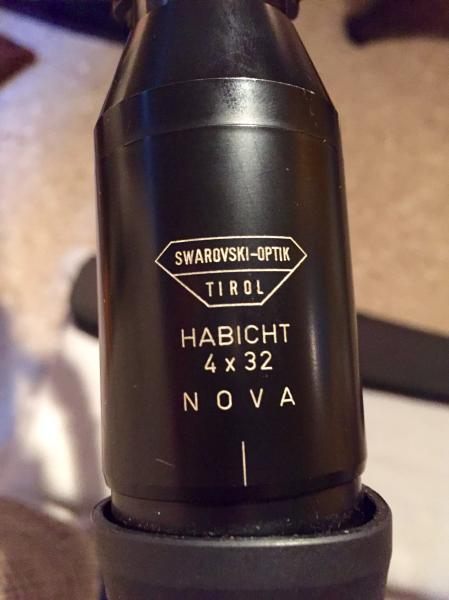 SWAROVSKI-OPTIK
TIROL
HABICHT
4 x 32
NOVA